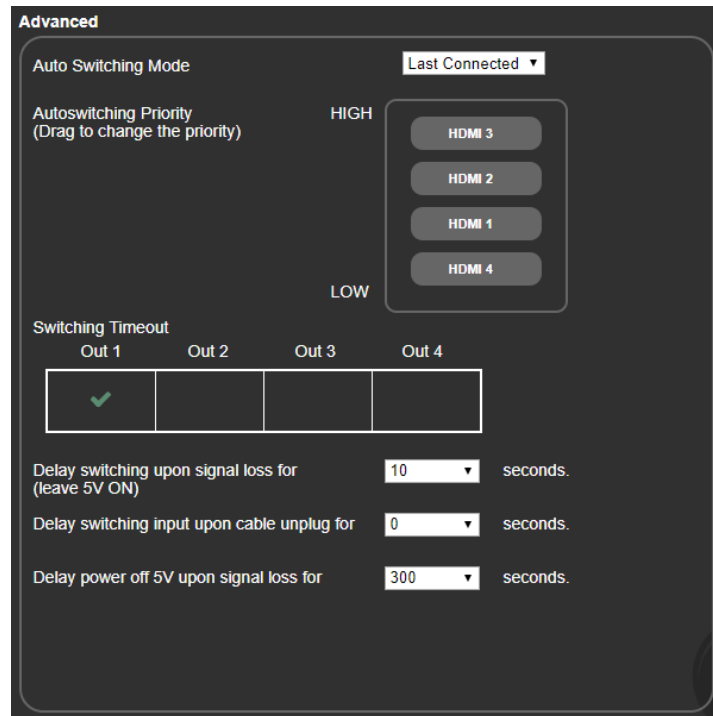 Advanced
Auto Switching Mode Last Connected
Autoswitching Priority HIGH
(Drag to change the priority)
HDMI 3
HDMI 2
HDMI 1
HDMI 4
LOW
Switching Timeout
Out 1 Out 2 Out 3 Out 4
Delay switching upon signal loss for 10 seconds.
(leave 5V ON)
Delay switching input upon cable unplug for 0 seconds.
Delay power off 5V upon signal loss for 300 seconds.